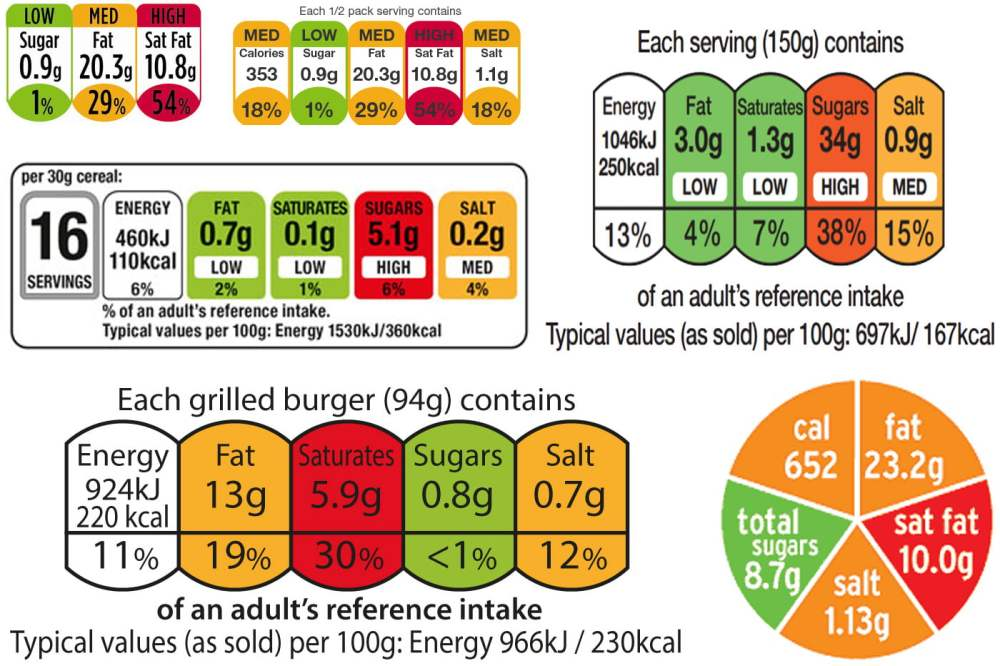 LOW MED HIGH
Sugar Fat Sat Fat
0.9g 20.3g 10.8g
1% 29% 54%
Each 1/2 pack serving contains
MED LOW MED HIGH MED
Calories Sugar Fat Sat Fat Salt
353 0.9g 20.3g 10.8g 1.1g
18% 1% 29% 54% 18%
Each serving (150g) contains
Energy Fat Saturates Sugars Salt
1046kJ 3.0g 1.3g 34g 0.9g
250kcal
LOW LOW HIGH MED
13% 4% 7% 38% 15%
of an adult's reference intake
Typical values (as sold) per 100g: 697kJ/ 167kcal
per 30g cereal:
16
SERVINGS
ENERGY FAT SATURATES SUGARS SALT
460kJ 0.7g 0.1g 5.1g 0.2g
110kcal LOW LOW HIGH MED
6% 2% 1% 6% 4%
% of an adult's reference intake.
Typical values per 100g: Energy 1530kJ/360kcal
Each grilled burger (94g) contains
Energy Fat Saturates Sugars Salt
924kJ 13g 5.9g 0.8g 0.7g
220 kcal
11% 19% 30% <1% 12%
of an adult's reference intake
Typical values (as sold) per 100g: Energy 966kJ / 230kcal
cal
652
fat
23.2g
total
sugars
8.7g
sat fat
10.0g
salt
1.13g